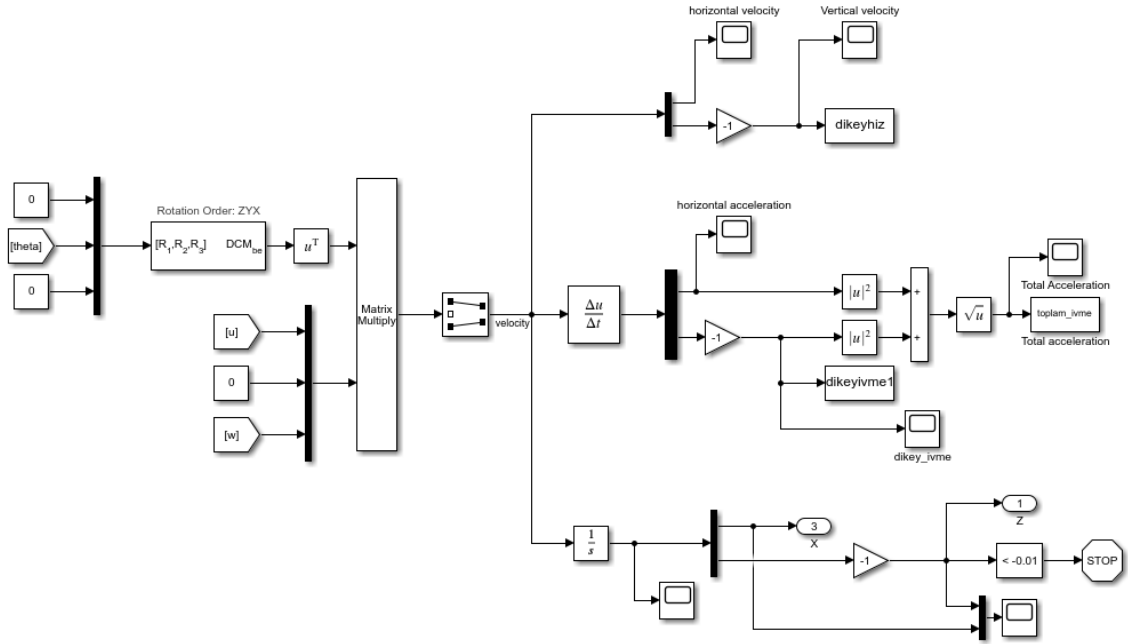 horizontal velocity
Vertical velocity
-1
dikeyhiz
0
Rotation Order: ZYX
[theta]
[R1,R2,R3] DCMbe
uT
0
Matrix
Multiply
[u]
0
[w]
velocity
Δu
Δt
horizontal acceleration
|u|2
-1
|u|2
+
+
√u
Total Acceleration
toplam_ivme
Total acceleration
dikeyivme1
dikey_ivme
1
s
3
X
-1
1
Z
< -0.01
STOP